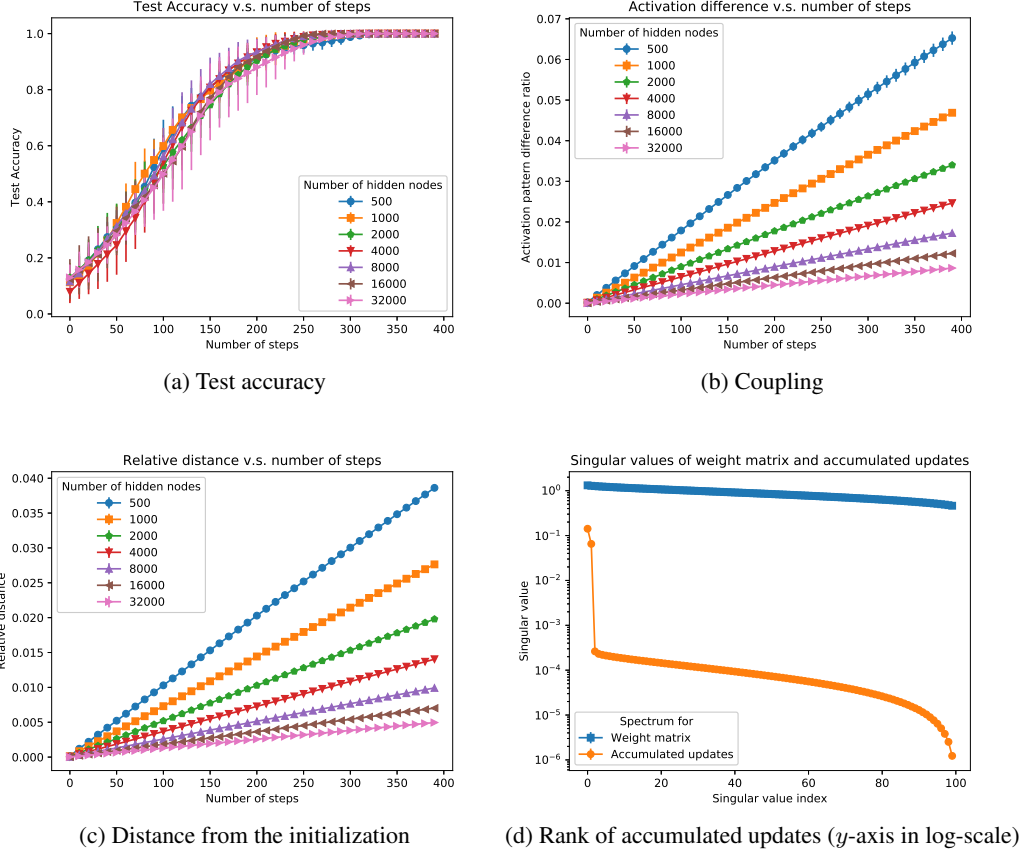 Test Accuracy v.s. number of steps
Test Accuracy
1.0
0.8
0.6
0.4
0.2
0.0
Number of hidden nodes
500
1000
2000
4000
8000
16000
32000
0 50 100 150 200 250 300 350 400
Number of steps
(a) Test accuracy
Activation difference v.s. number of steps
Activation pattern difference ratio
0.07
0.06
0.05
0.04
0.03
0.02
0.01
0.00
Number of hidden nodes
500
1000
2000
4000
8000
16000
32000
0 50 100 150 200 250 300 350 400
Number of steps
(b) Coupling
Relative distance v.s. number of steps
Relative distance
0.040
0.035
0.030
0.025
0.020
0.015
0.010
0.005
0.000
Number of hidden nodes
500
1000
2000
4000
8000
16000
32000
0 50 100 150 200 250 300 350 400
Number of steps
(c) Distance from the initialization
Singular values of weight matrix and accumulated updates
Singular value
10⁰
10⁻¹
10⁻²
10⁻³
10⁻⁴
10⁻⁵
10⁻⁶
Spectrum for
Weight matrix
Accumulated updates
0 20 40 60 80 100
Singular value index
(d) Rank of accumulated updates (y-axis in log-scale)